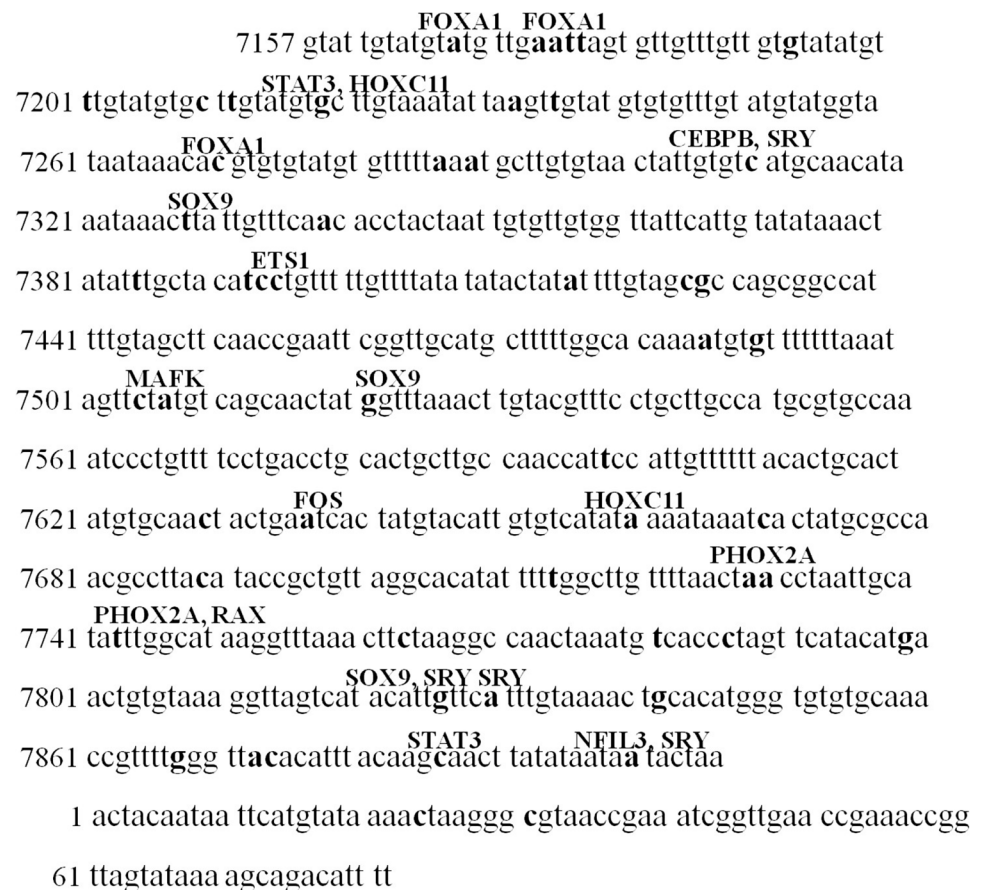 FOXA1 FOXA1
7157 gtat tgtatgtatg ttgaattagt gttgtttgtt gtgtatatgt
STAT3, HOXC11
7201 ttgtatgtgc ttgtatgtgc ttgtaaatat taagttgtat gtgtgtttgt atgtatggta
FOXA1 CEBPB, SRY
7261 taataaacac gtgtgtatgt gtttttaaat gcttgtgtaa ctattgtgtc atgcaacata
SOX9
7321 aataaactta ttgtttcaac acctactaat tgtgttgtgg ttattcattg tatataaact
ETS1
7381 atatttgcta catcctgttt ttgttttata tatactatat tttgtagcgc cagcggccat
7441 tttgtagctt caaccgaatt cggttgcatg ctttttggca caaaatgtgt ttttttaaat
MAFK SOX9
7501 agttctatgt cagcaactat ggtttaaact tgtacgtttc ctgcttgcca tgcgtgccaa
7561 atccctgttt tcctgacctg cactgcttgc caaccattcc attgtttttt acactgcact
FOS HOXC11
7621 atgtgcaact actgaatcac tatgtacatt gtgtcatata aaataaatca ctatgcgcca
PHOX2A
7681 acgccttaca taccgctgtt aggcacatat ttttggcttg ttttaactaa cctaattgca
PHOX2A, RAX
7741 tatttggcat aaggtttaaa cttctaaggc caactaaatg tcaccctagt tcatacatga
SOX9, SRY SRY
7801 actgtgtaaa ggttagtcat acattgttca tttgtaaaac tgcacatggg tgtgtgcaaa
STAT3 NFIL3, SRY
7861 ccgttttggg ttacacattt acaagcaact tatataataa tactaa
1 actacaataa ttcatgtata aaactaaggg cgtaaccgaa atcggttgaa ccgaaaccgg
61 ttagtataaa agcagacatt tt